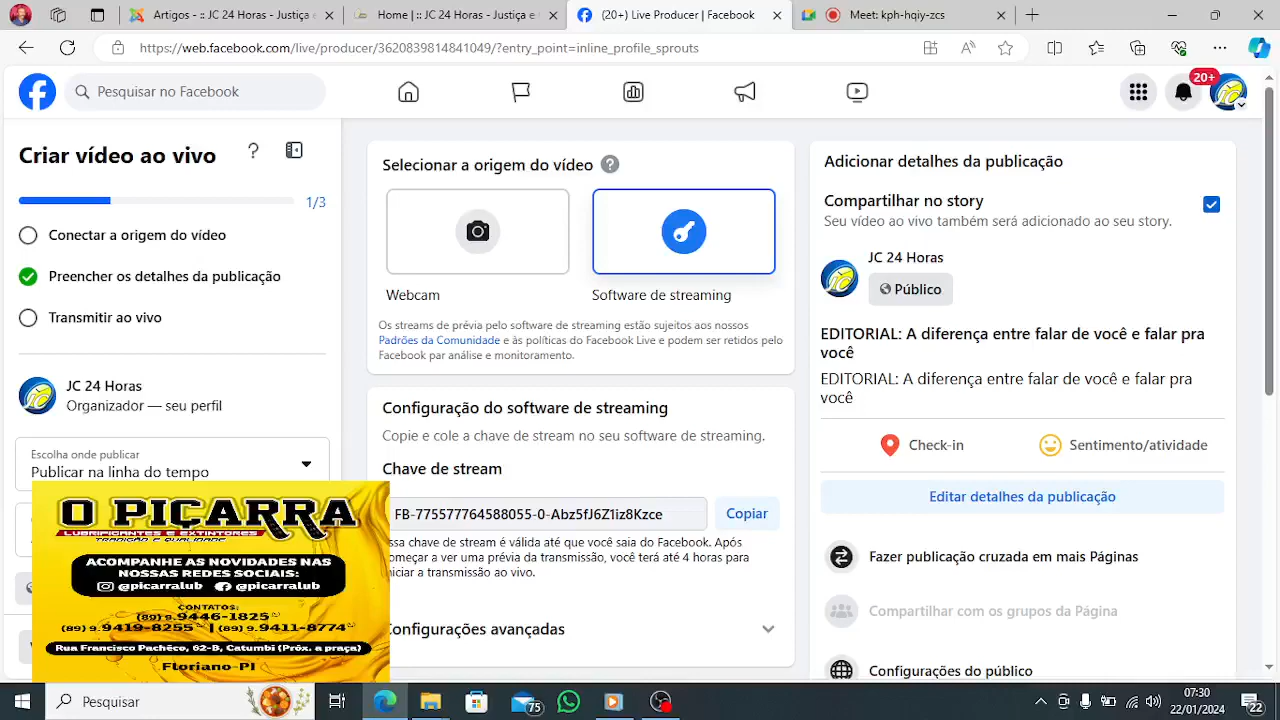 JC 24 Horas - Justiça e
Home | :: JC 24 Horas - Justiça e
(20+) Live Producer | Facebook
Meet: kph-hqiy-zcs
https://web.facebook.com/live/producer/3620839814841049/?entry_point=inline_profile_sprouts
Pesquisar no Facebook
20+
Criar vídeo ao vivo
1/3
Conectar a origem do vídeo
Preencher os detalhes da publicação
Transmitir ao vivo
JC 24 Horas
Organizador — seu perfil
Escolha onde publicar
Publicar na linha do tempo
Selecionar a origem do vídeo
Webcam
Software de streaming
Os streams de prévia pelo software de streaming estão sujeitos aos nossos
Padrões da Comunidade e às políticas do Facebook Live e podem ser retidos pelo
Facebook par análise e monitoramento.
Configuração do software de streaming
Copie e cole a chave de stream no seu software de streaming.
Chave de stream
FB-775577764588055-0-Abz5fJ6Z1iz8Kzce
Copiar
ssa chave de stream é válida até que você saia do Facebook. Após
omeçar a ver uma prévia da transmissão, você terá até 4 horas para
niciar a transmissão ao vivo.
onfigurações avançadas
Adicionar detalhes da publicação
Compartilhar no story
Seu vídeo ao vivo também será adicionado ao seu story.
JC 24 Horas
Público
EDITORIAL: A diferença entre falar de você e falar pra
você
EDITORIAL: A diferença entre falar de você e falar pra
você
Check-in
Sentimento/atividade
Editar detalhes da publicação
Fazer publicação cruzada em mais Páginas
Compartilhar com os grupos da Página
Configurações do público
O PIÇARRA
LUBRIFICANTES E EXTINTORES
TRADIÇÃO E QUALIDADE
ACOMPANHE AS NOVIDADES NAS
NOSSAS REDES SOCIAIS:
@picarralub @picarralub
CONTATOS:
(89) 9.9446-1825
(89) 9.9419-8255 | (89) 9.9411-8774
Rua Francisco Pachêco, 62-B, Catumbi (Próx. a praça)
Floriano-PI
Pesquisar
75
07:30
22/01/2024
22